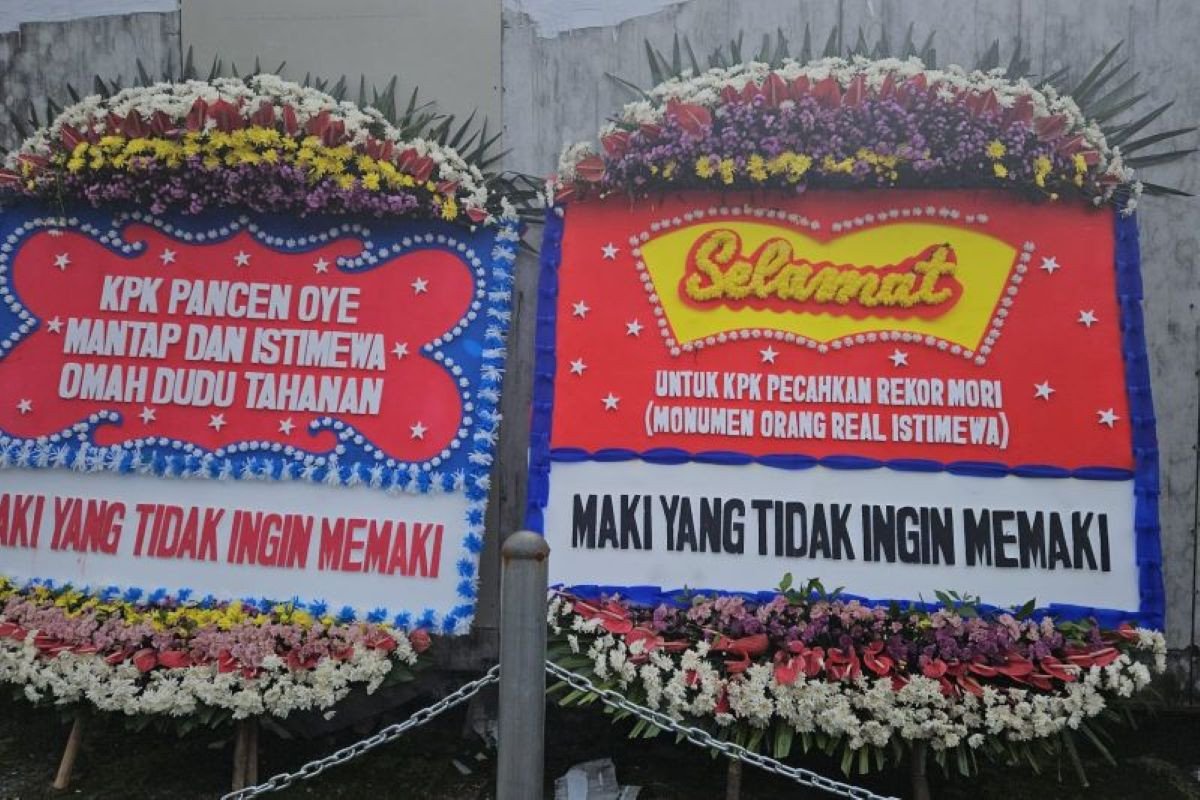 KPK PANCEN OYE
MANTAP DAN ISTIMEWA
OMAH DUDU TAHANAN
AKI YANG TIDAK INGIN MEMAKI
Selamat
UNTUK KPK PECAHKAN REKOR MORI
(MONUMEN ORANG REAL ISTIMEWA)
MAKI YANG TIDAK INGIN MEMAKI